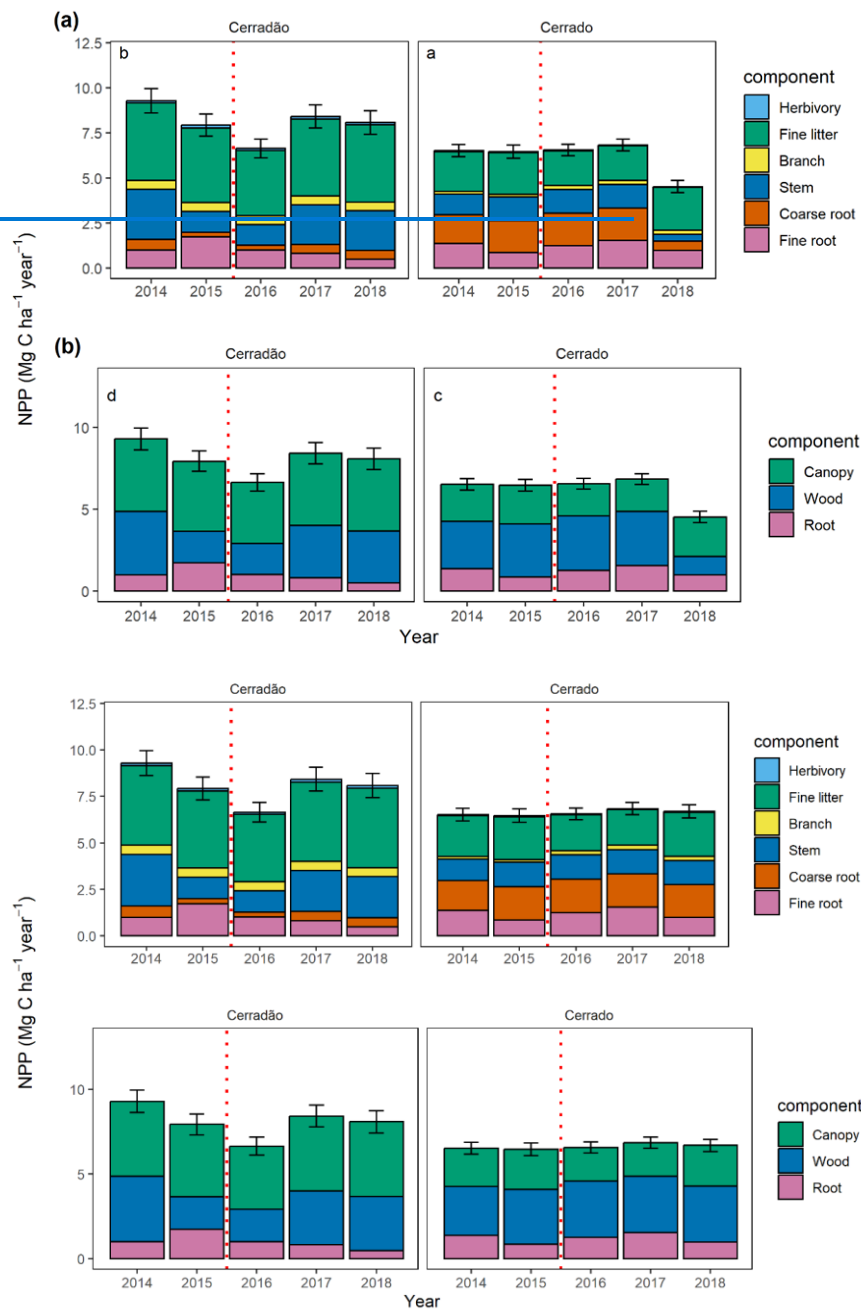 (a)
Cerradão
Cerrado
12.5
10.0
7.5
5.0
2.5
0.0
b
a
2014 2015 2016 2017 2018
2014 2015 2016 2017 2018
component
Herbivory
Fine litter
Branch
Stem
Coarse root
Fine root
NPP (Mg C ha⁻¹ year⁻¹)
(b)
Cerradão
Cerrado
10
5
0
d
c
2014 2015 2016 2017 2018
2014 2015 2016 2017 2018
Year
component
Canopy
Wood
Root
Cerradão
Cerrado
12.5
10.0
7.5
5.0
2.5
0.0
2014 2015 2016 2017 2018
2014 2015 2016 2017 2018
component
Herbivory
Fine litter
Branch
Stem
Coarse root
Fine root
NPP (Mg C ha⁻¹ year⁻¹)
Cerradão
Cerrado
10
5
0
2014 2015 2016 2017 2018
2014 2015 2016 2017 2018
Year
component
Canopy
Wood
Root